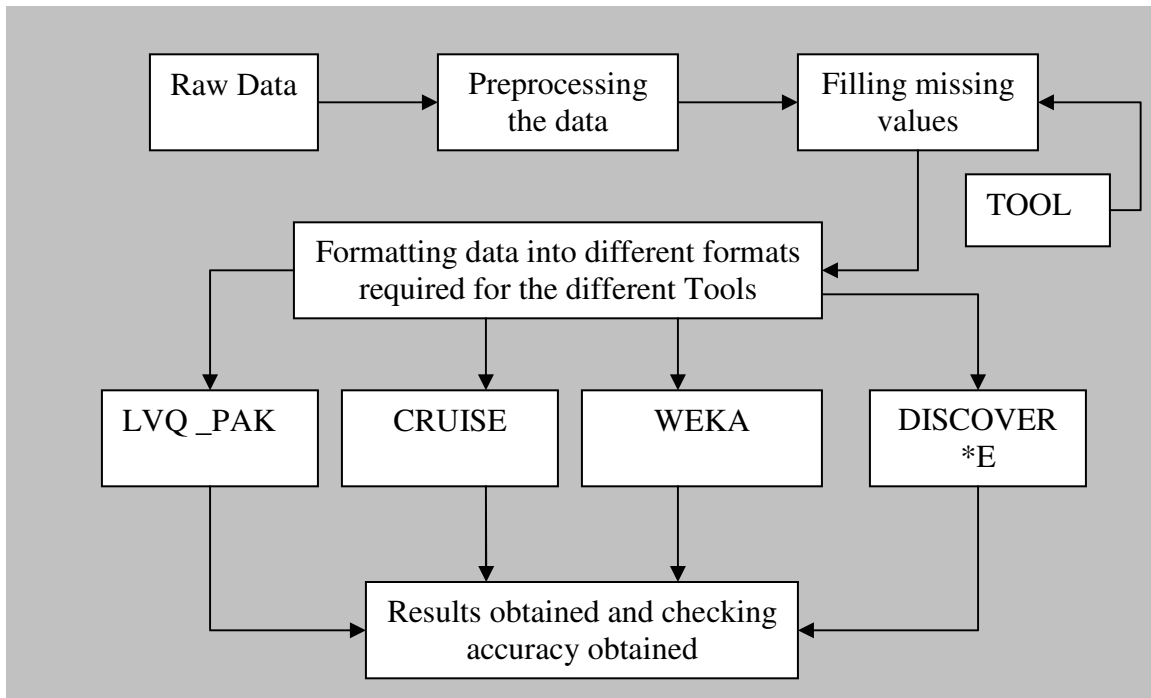 Raw Data
Preprocessing
the data
Filling missing
values
TOOL
Formatting data into different formats
required for the different Tools
LVQ _PAK
CRUISE
WEKA
DISCOVER
*E
Results obtained and checking
accuracy obtained